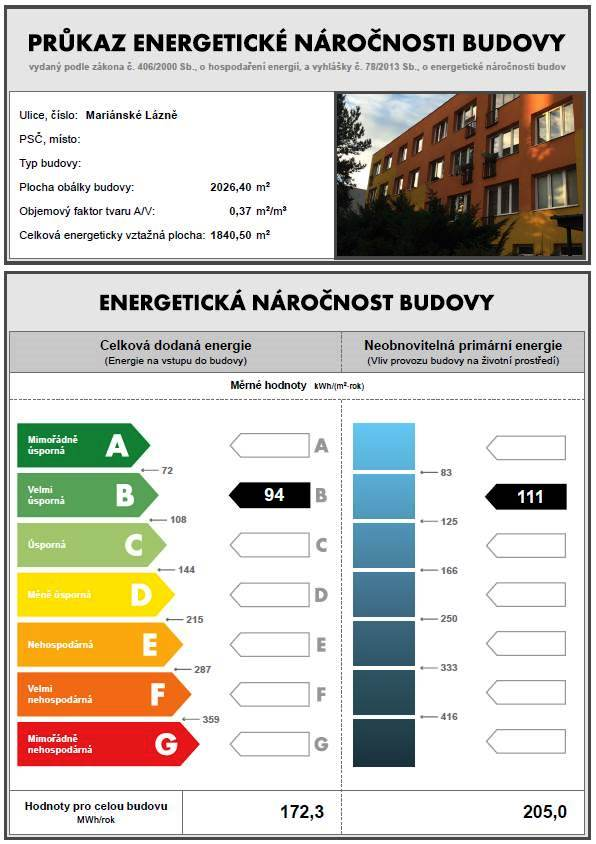 PRŮKAZ ENERGETICKÉ NÁROČNOSTI BUDOVY
vydaný podle zákona č. 406/2000 Sb., o hospodaření energií, a vyhlášky č. 78/2013 Sb., o energetické náročnosti budov
Ulice, číslo: Mariánské Lázně
PSČ, místo:
Typ budovy:
Plocha obálky budovy: 2026,40 m²
Objemový faktor tvaru A/V: 0,37 m²/m³
Celková energeticky vztažná plocha: 1840,50 m²
ENERGETICKÁ NÁROČNOST BUDOVY
Celková dodaná energie
(Energie na vstupu do budovy)
Neobnovitelná primární energie
(Vliv provozu budovy na životní prostředí)
Měrné hodnoty kWh/(m²·rok)
Mimořádně úsporná A
A
72
83
Velmi úsporná B
94 B
111
108
125
Úsporná C
C
144
166
Méně úsporná D
D
215
250
Nehospodárná E
E
287
333
Velmi nehospodárná F
F
359
416
Mimořádně nehospodárná G
G
Hodnoty pro celou budovu
MWh/rok
172,3
205,0